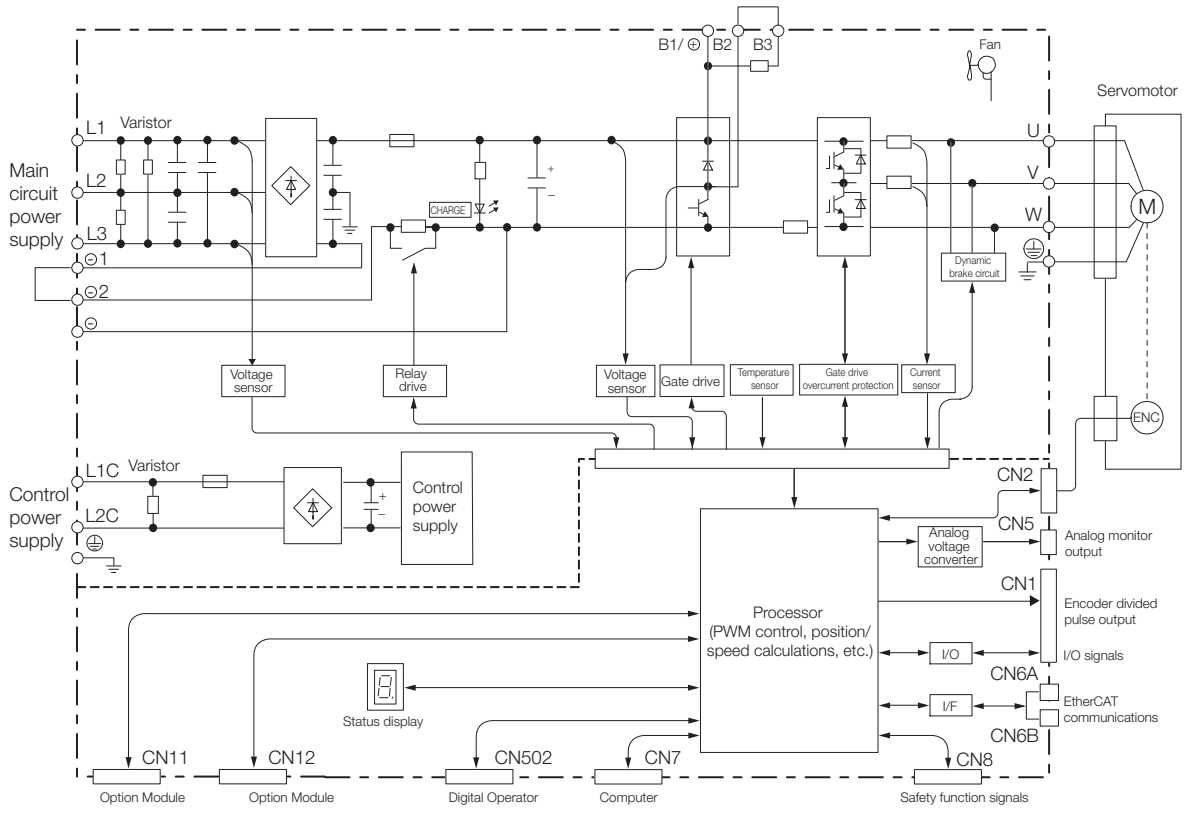 B1/ ⊕ B2 B3
Fan
Servomotor
Main
circuit
power
supply
L1
Varistor
L2
L3
⊖ 1
⊖ 2
⊖
CHARGE
+
–
U
V
W
M
Dynamic
brake circuit
Voltage
sensor
Relay
drive
Voltage
sensor
Gate drive
Temperature
sensor
Gate drive
overcurrent protection
Current
sensor
ENC
Control
power
supply
L1C
Varistor
L2C
+
–
Control
power
supply
CN2
CN5
Analog
voltage
converter
Analog monitor
output
CN1
Encoder divided
pulse output
Processor
(PWM control, position/
speed calculations, etc.)
I/O
I/O signals
CN6A
I/F
EtherCAT
communications
CN6B
8.
Status display
CN11
CN12
CN502
CN7
CN8
Option Module
Option Module
Digital Operator
Computer
Safety function signals